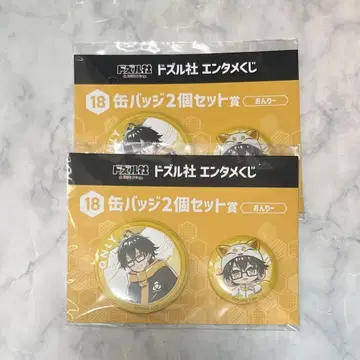 ドズル社
エンタメくじ
18 缶バッジ2個セット賞 おんりー
ドズル社
エンタメくじ
18 缶バッジ2個セット賞 おんりー
ONLY